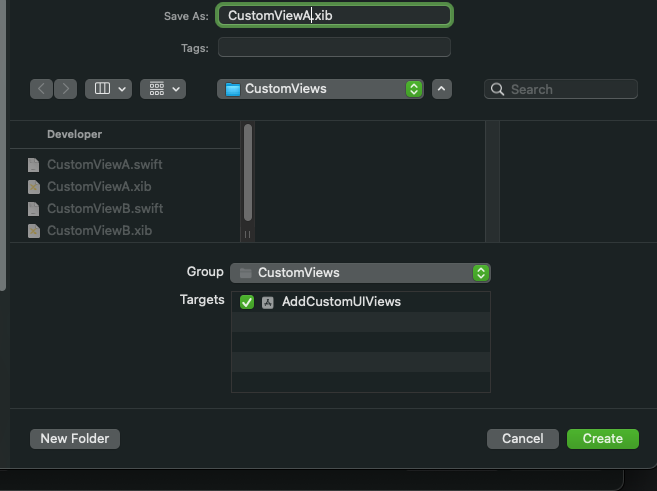 Save As: CustomViewA.xib
Tags:
CustomViews
Search
Developer
CustomViewA.swift
CustomViewA.xib
CustomViewB.swift
CustomViewB.xib
Group CustomViews
Targets AddCustomUIViews
New Folder Cancel Create